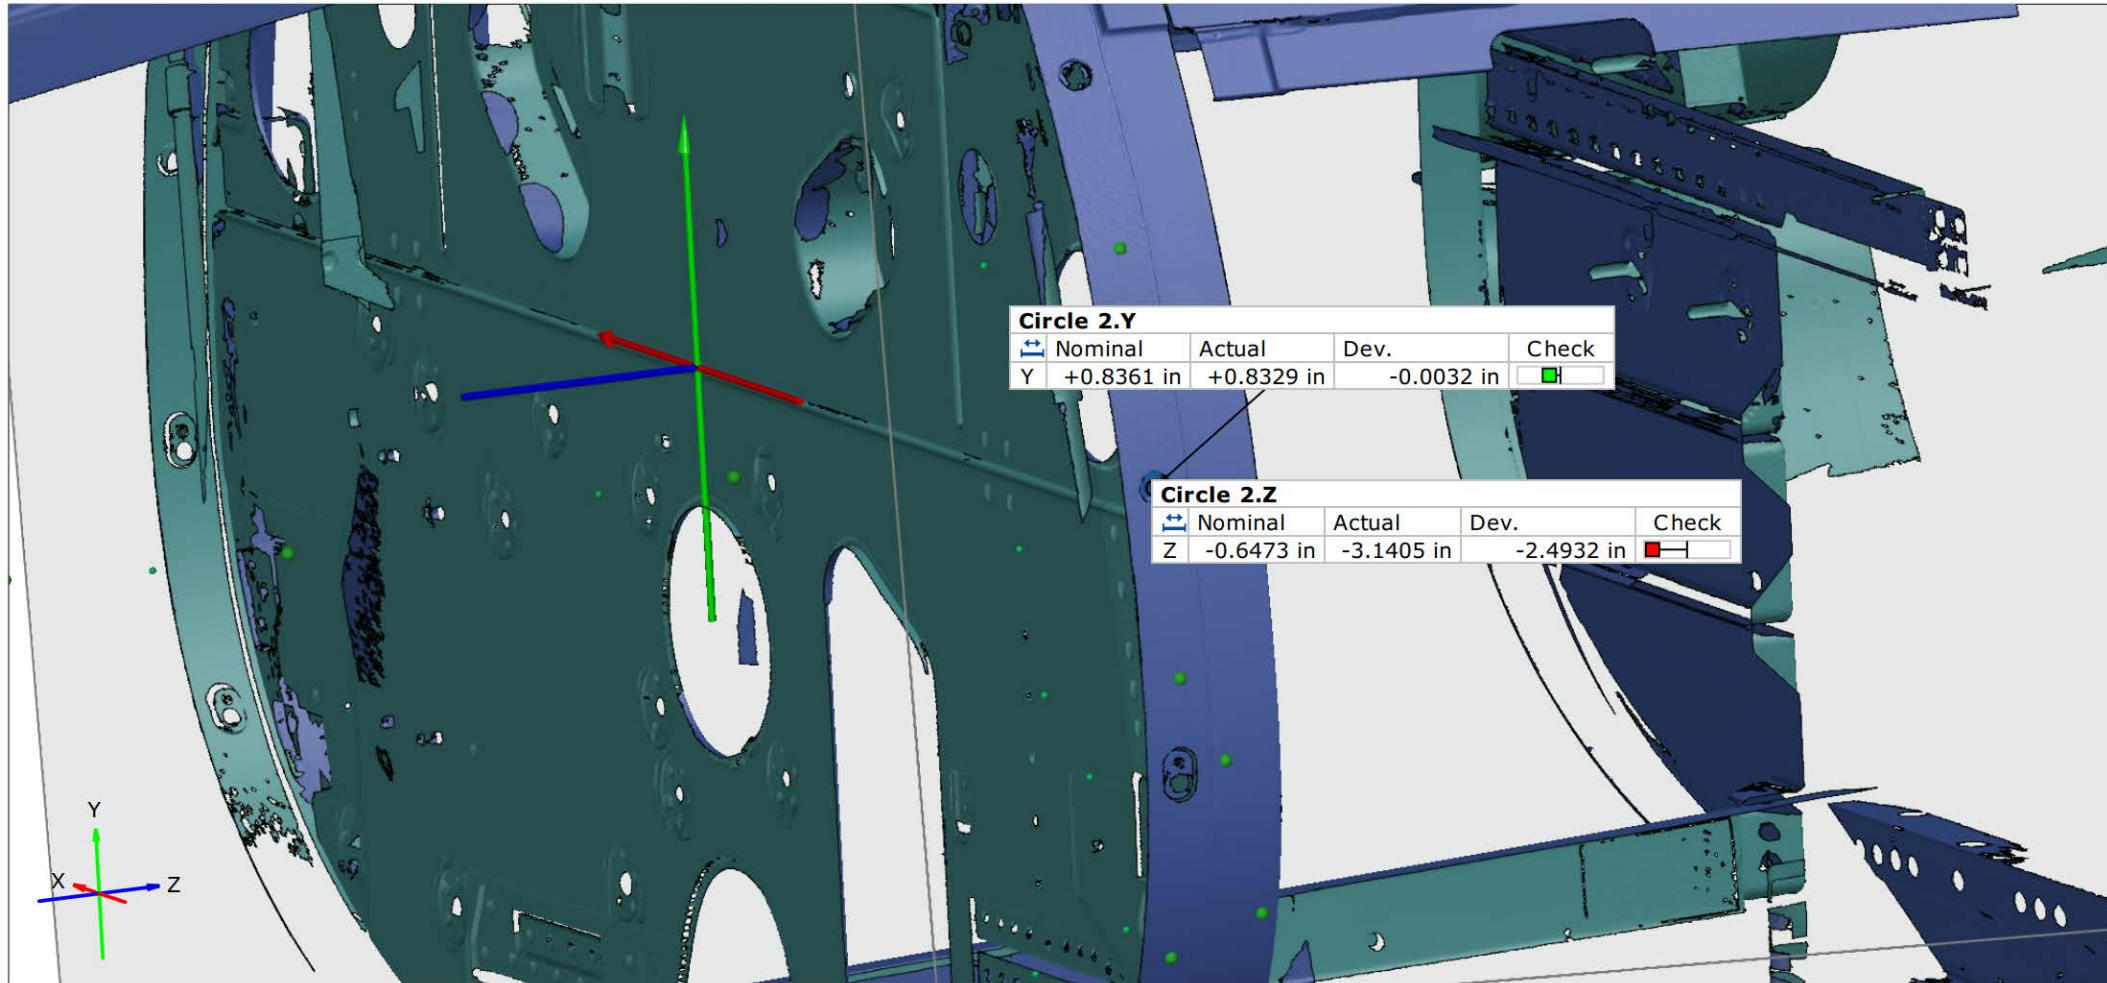 Circle 2.Y
Nominal Actual Dev. Check
Y +0.8361 in +0.8329 in -0.0032 in
Circle 2.Z
Nominal Actual Dev. Check
Z -0.6473 in -3.1405 in -2.4932 in
Y
X Z